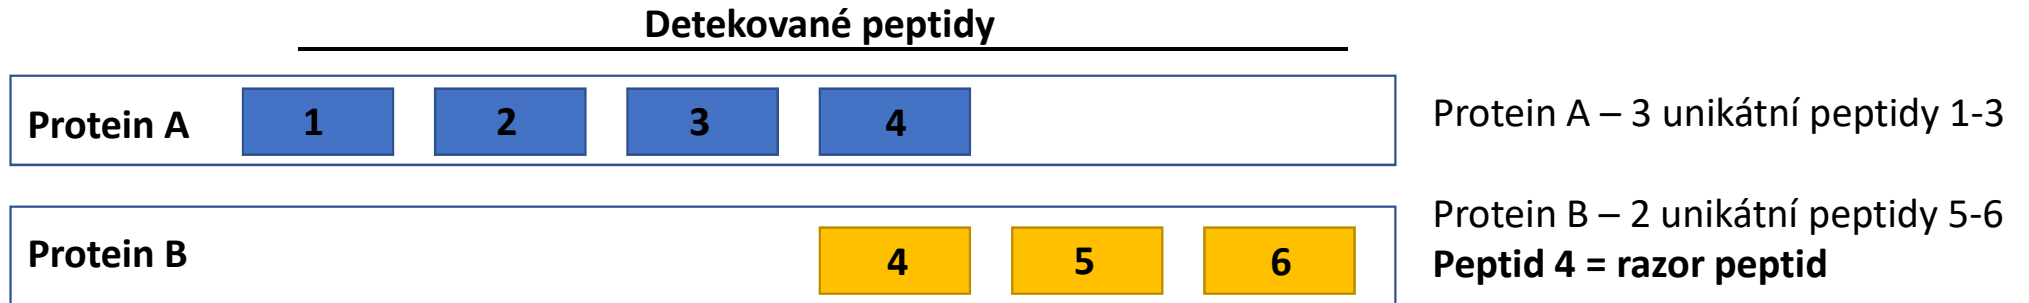 Detekované peptidy
Protein A 1 2 3 4
Protein A – 3 unikátní peptidy 1-3
Protein B 4 5 6
Protein B – 2 unikátní peptidy 5-6
Peptid 4 = razor peptid